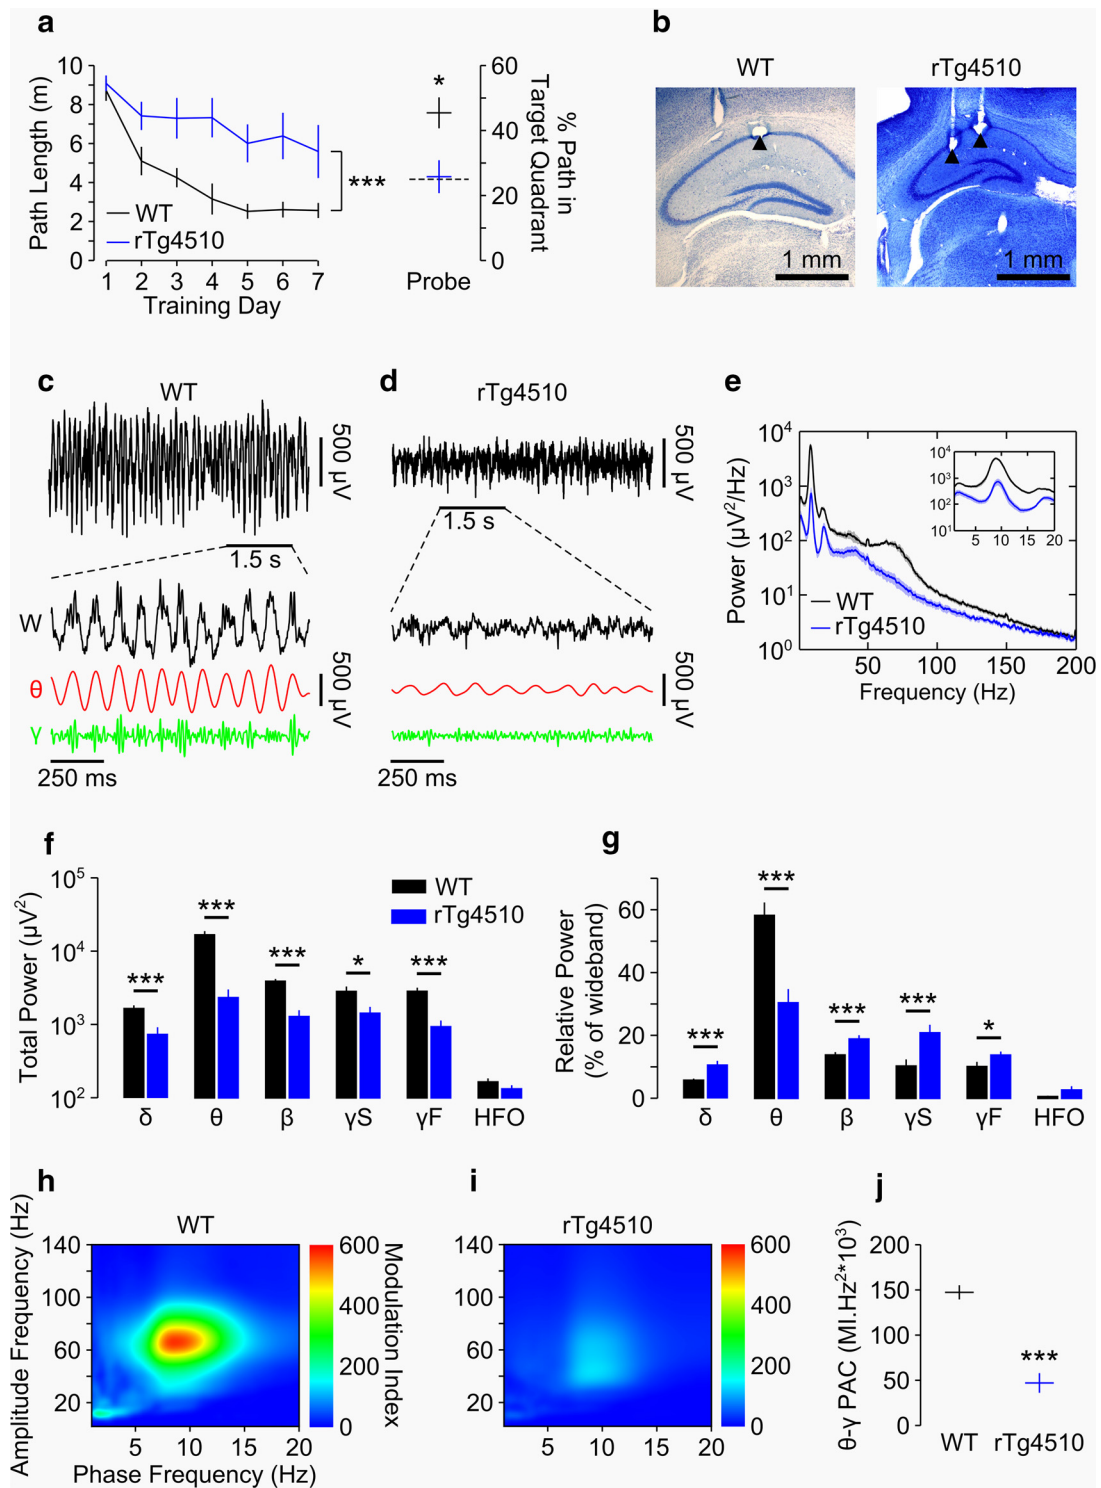 a
10
8
6
4
2
0
Path Length (m)
WT
rTg4510
1 2 3 4 5 6 7
Training Day
***
*
Probe
60
40
20
0
% Path in
Target Quadrant
b
WT
rTg4510
1 mm
1 mm
c
WT
500 µV
1.5 s
W
θ
γ
500 µV
250 ms
d
rTg4510
500 µV
1.5 s
500 µV
250 ms
e
Power (µV²/Hz)
10⁴
10³
10²
10¹
10⁰
WT
rTg4510
50 100 150 200
Frequency (Hz)
10⁴
10³
10²
10¹
5 10 15 20
f
Total Power (µV²)
10⁵
10⁴
10³
10²
WT
rTg4510
*** *** *** * ***
δ θ β γS γF HFO
g
Relative Power
(% of wideband)
60
40
20
0
*** *** *** *** *
δ θ β γS γF HFO
h
WT
Amplitude Frequency (Hz)
140
100
60
20
5 10 15 20
Phase Frequency (Hz)
600
400
200
0
Modulation Index
i
rTg4510
140
100
60
20
5 10 15 20
600
400
200
0
j
θ-γ PAC (MI.Hz²*10³)
200
150
100
50
0
***
WT rTg4510